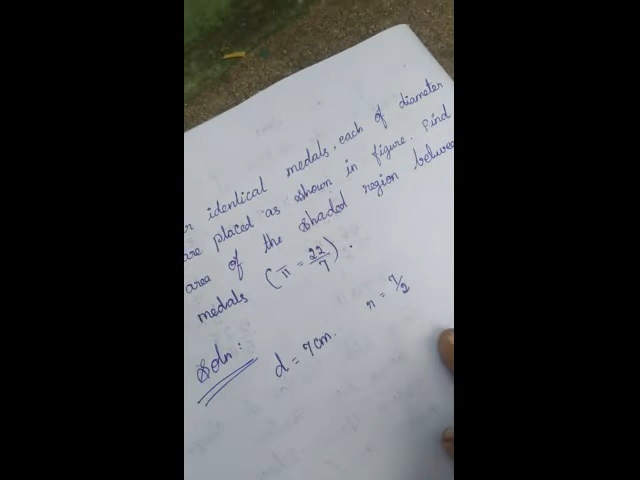 identical medals, each of diameter
are placed as shown in figure. Find
area of the shaded region between
medals (π = 22/7).
Soln:
d = 7cm. r = 7/2